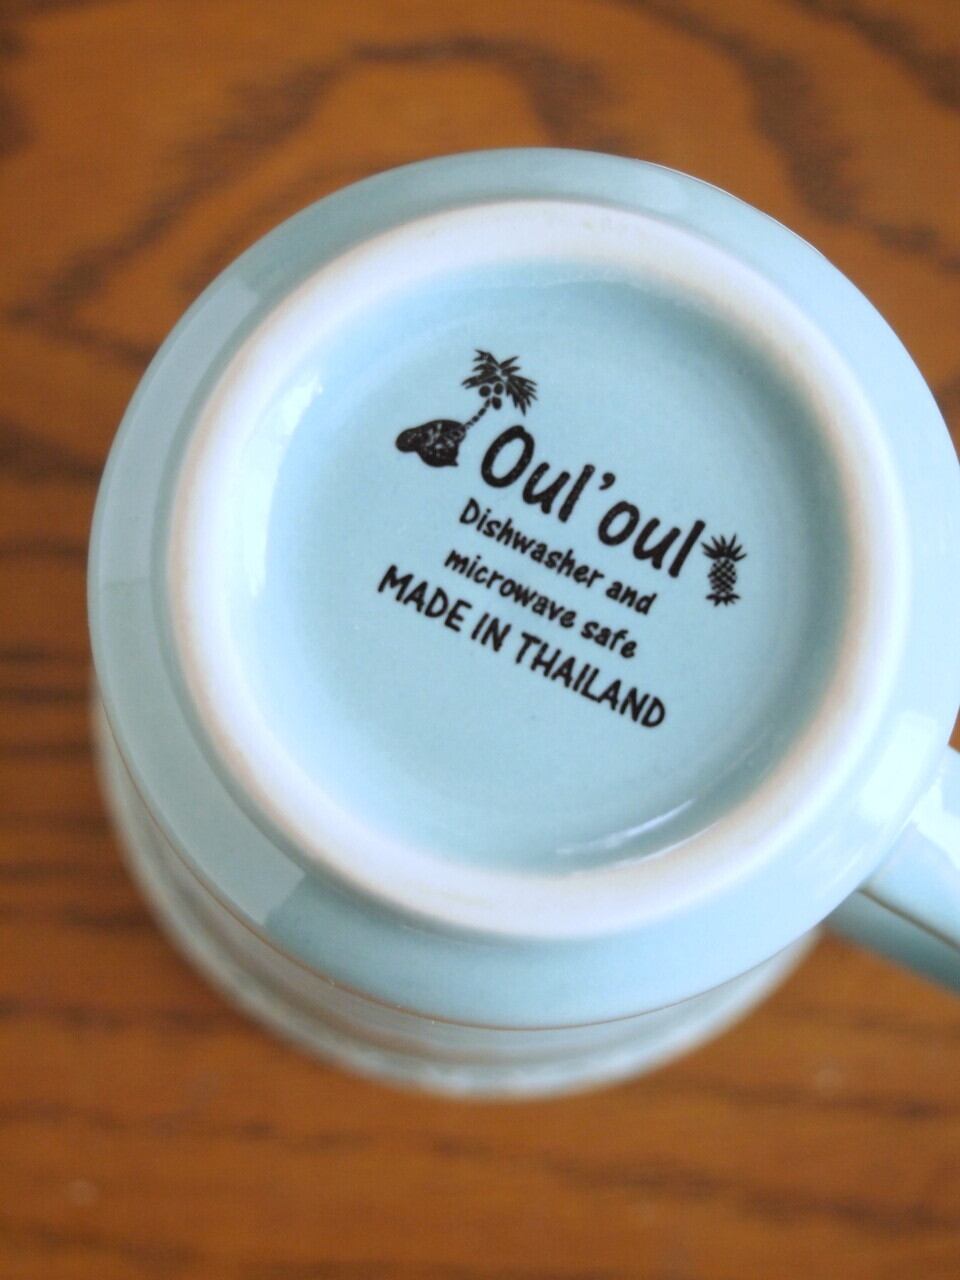 Oul'oul
Dishwasher and
microwave safe
MADE IN THAILAND